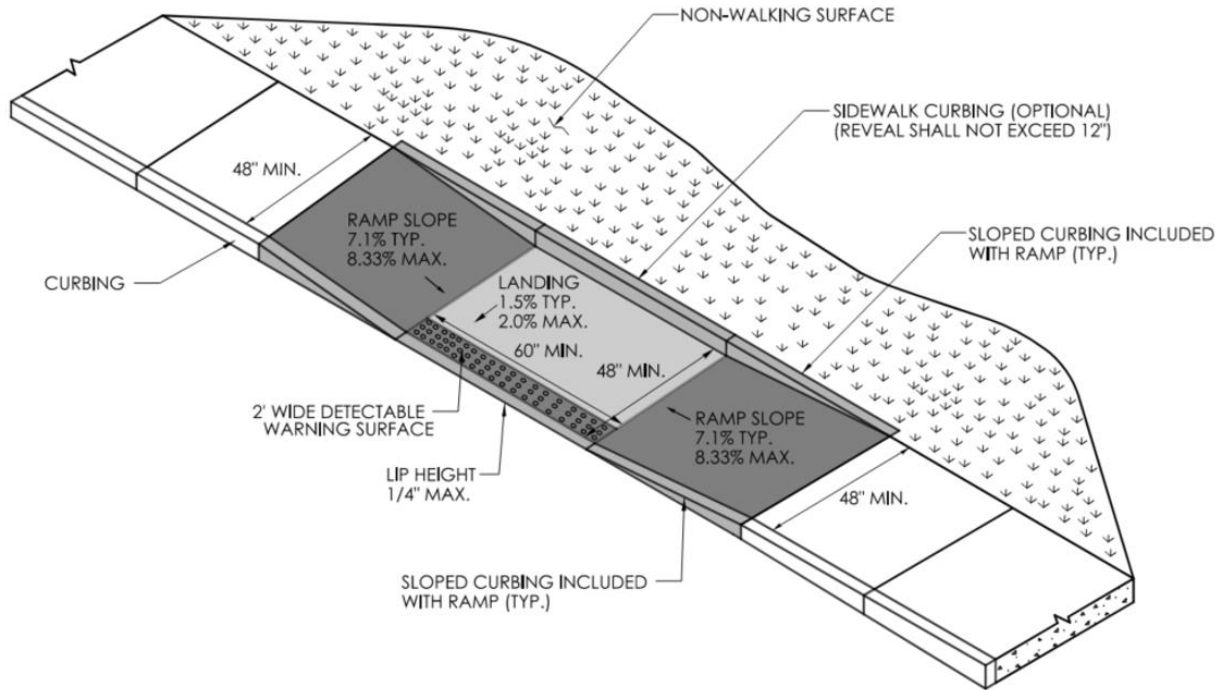 NON-WALKING SURFACE
SIDEWALK CURBING (OPTIONAL)
(REVEAL SHALL NOT EXCEED 12")
48" MIN.
RAMP SLOPE
7.1% TYP.
8.33% MAX.
SLOPED CURBING INCLUDED
WITH RAMP (TYP.)
CURBING
LANDING
1.5% TYP.
2.0% MAX.
60" MIN.
48" MIN.
2' WIDE DETECTABLE
WARNING SURFACE
RAMP SLOPE
7.1% TYP.
8.33% MAX.
LIP HEIGHT
1/4" MAX.
48" MIN.
SLOPED CURBING INCLUDED
WITH RAMP (TYP.)